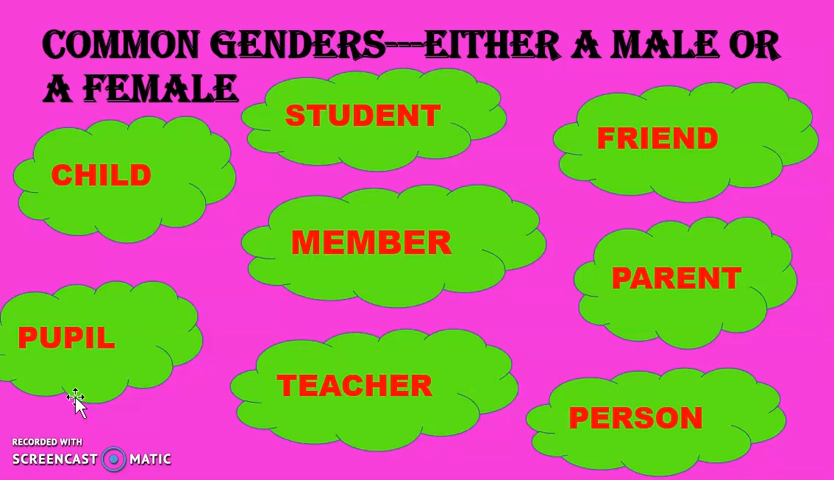 COMMON GENDERS---EITHER A MALE OR
A FEMALE
STUDENT
FRIEND
CHILD
MEMBER
PARENT
PUPIL
TEACHER
PERSON
RECORDED WITH
SCREENCAST MATIC